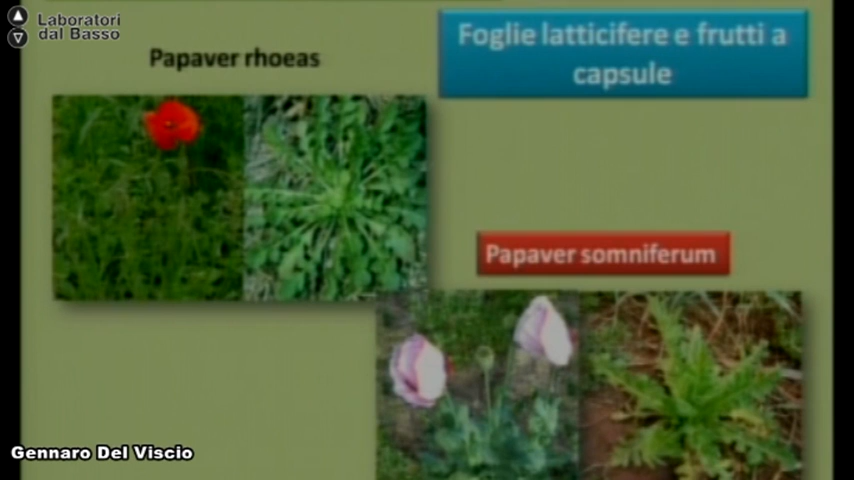 Laboratori
dal Basso
Papaver rhoeas
Foglie latticifere e frutti a
capsule
Papaver somniferum
Gennaro Del Viscio